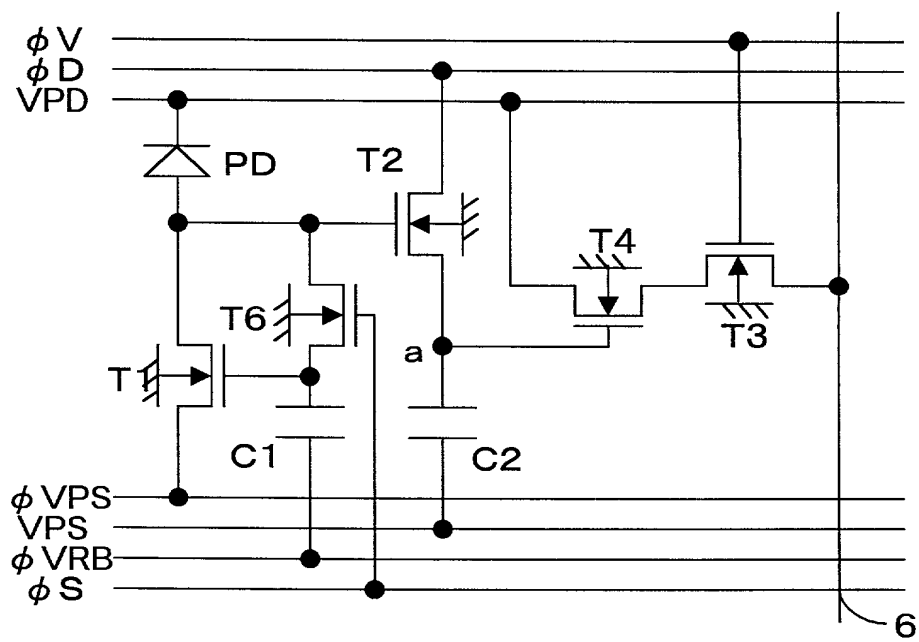 φV
φD
VPD
PD
T2
T4
T6
T3
a
T1
C1
C2
φVPS
VPS
φVRB
φS
6